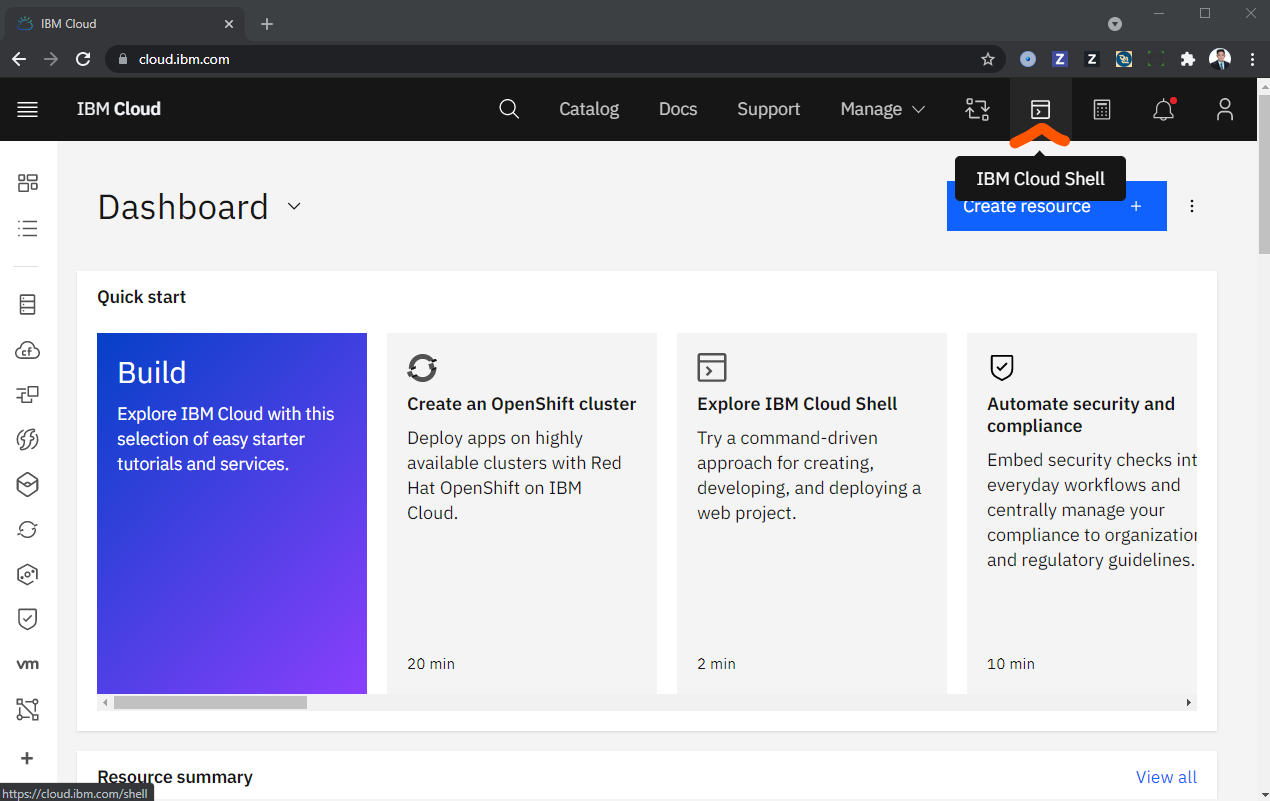 IBM Cloud
cloud.ibm.com
IBM Cloud
Catalog
Docs
Support
Manage
IBM Cloud Shell
Dashboard
Create resource +
Quick start
Build
Explore IBM Cloud with this
selection of easy starter
tutorials and services.
Create an OpenShift cluster
Deploy apps on highly
available clusters with Red
Hat OpenShift on IBM
Cloud.
20 min
Explore IBM Cloud Shell
Try a command-driven
approach for creating,
developing, and deploying a
web project.
2 min
Automate security and
compliance
Embed security checks int
everyday workflows and
centrally manage your
compliance to organization
and regulatory guidelines.
10 min
cf
vm
Resource summary
View all
https://cloud.ibm.com/shell